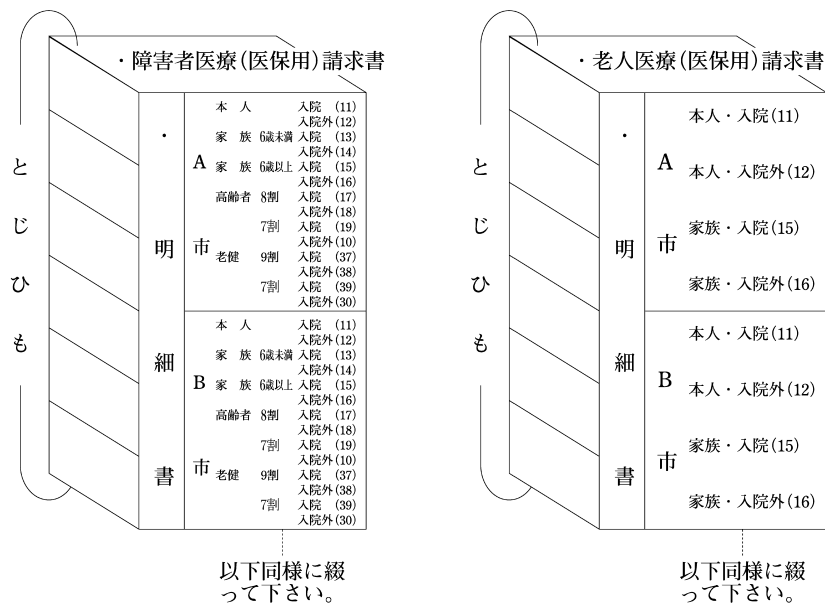 ・障害者医療(医保用)請求書
とじひも
・明細書
A市
本人 入院 (11)
入院外(12)
家族 6歳未満 入院 (13)
入院外(14)
家族 6歳以上 入院 (15)
入院外(16)
高齢者 8割 入院 (17)
入院外(18)
7割 入院 (19)
入院外(10)
老健 9割 入院 (37)
入院外(38)
7割 入院 (39)
入院外(30)
B市
本人 入院 (11)
入院外(12)
家族 6歳未満 入院 (13)
入院外(14)
家族 6歳以上 入院 (15)
入院外(16)
高齢者 8割 入院 (17)
入院外(18)
7割 入院 (19)
入院外(10)
老健 9割 入院 (37)
入院外(38)
7割 入院 (39)
入院外(30)
以下同様に綴
って下さい。
・老人医療(医保用)請求書
とじひも
・明細書
A市
本人・入院(11)
本人・入院外(12)
家族・入院(15)
家族・入院外(16)
B市
本人・入院(11)
本人・入院外(12)
家族・入院(15)
家族・入院外(16)
以下同様に綴
って下さい。